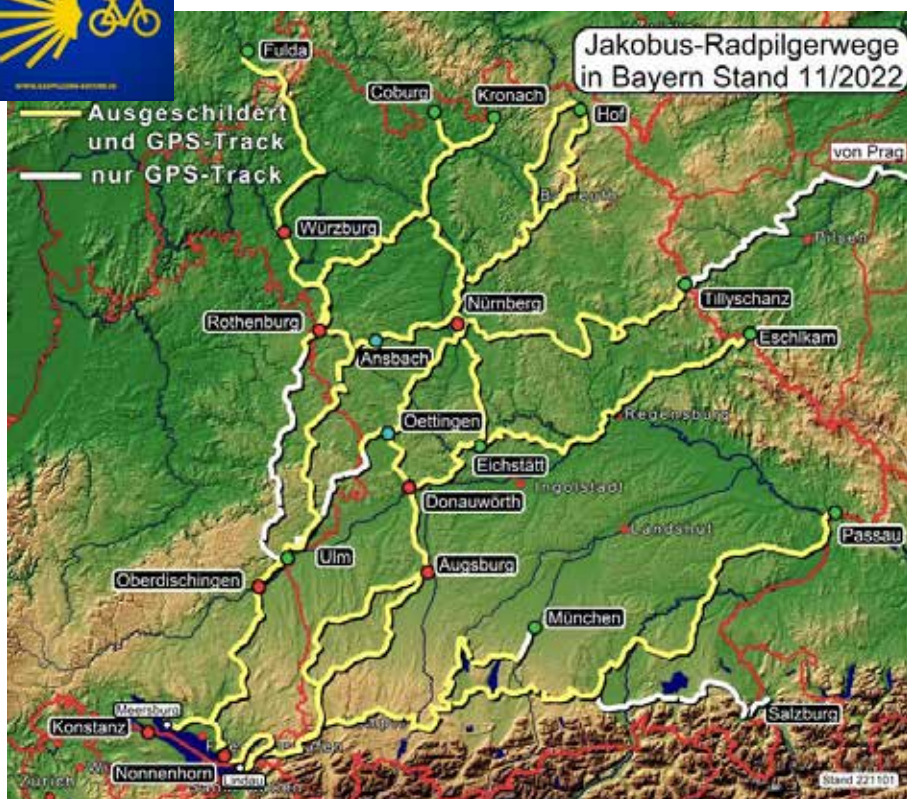 Jakobus-Radpilgerwege
in Bayern Stand 11/2022
Ausgeschildert
und GPS-Track
nur GPS-Track
Fulda
Coburg
Kronach
Hof
von Prag
Würzburg
Pilsen
Tillyschanz
Rothenburg
Nürnberg
Eschlkam
Ansbach
Oettingen
Regensburg
Eichstätt
Donauwörth
Ingolstadt
Landshut
Passau
Ulm
Oberdischingen
Augsburg
München
Meersburg
Konstanz
Salzburg
Nonnenhorn
Lindau
Zürich
Stand 221101